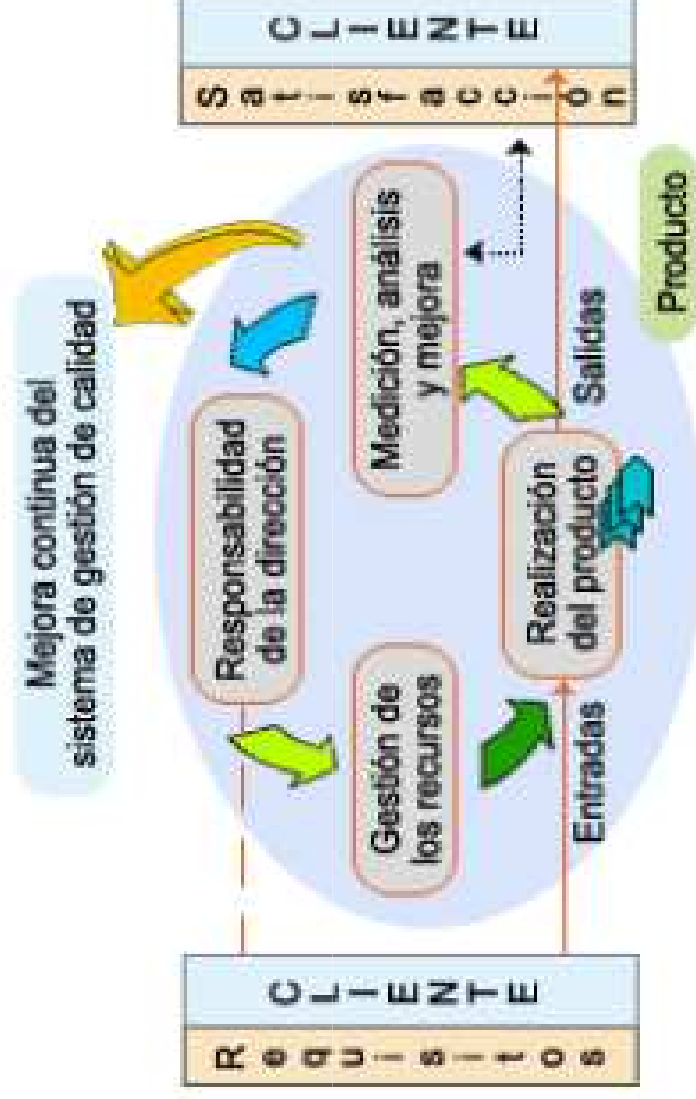 Mejora continua del
sistema de gestión de calidad
Requisitos
CLIENTE
Responsabilidad
de la dirección
Gestión de
los recursos
Medición, análisis
y mejora
Realización
del producto
Entradas
Salidas
Producto
Satisfaccion
CLIENTE